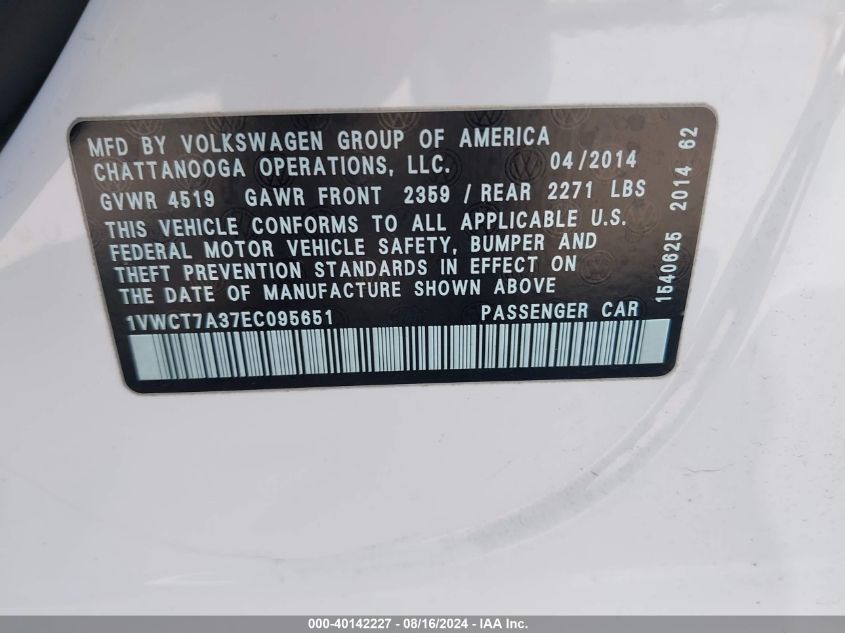 MFD BY VOLKSWAGEN GROUP OF AMERICA
CHATTANOOGA OPERATIONS, LLC. 04/2014
GVWR 4519 GAWR FRONT 2359 / REAR 2271 LBS
THIS VEHICLE CONFORMS TO ALL APPLICABLE U.S.
FEDERAL MOTOR VEHICLE SAFETY, BUMPER AND
THEFT PREVENTION STANDARDS IN EFFECT ON
THE DATE OF MANUFACTURE SHOWN ABOVE
1VWCT7A37EC095651 PASSENGER CAR
1540625 2014 62
000-40142227 - 08/16/2024 - IAA Inc.